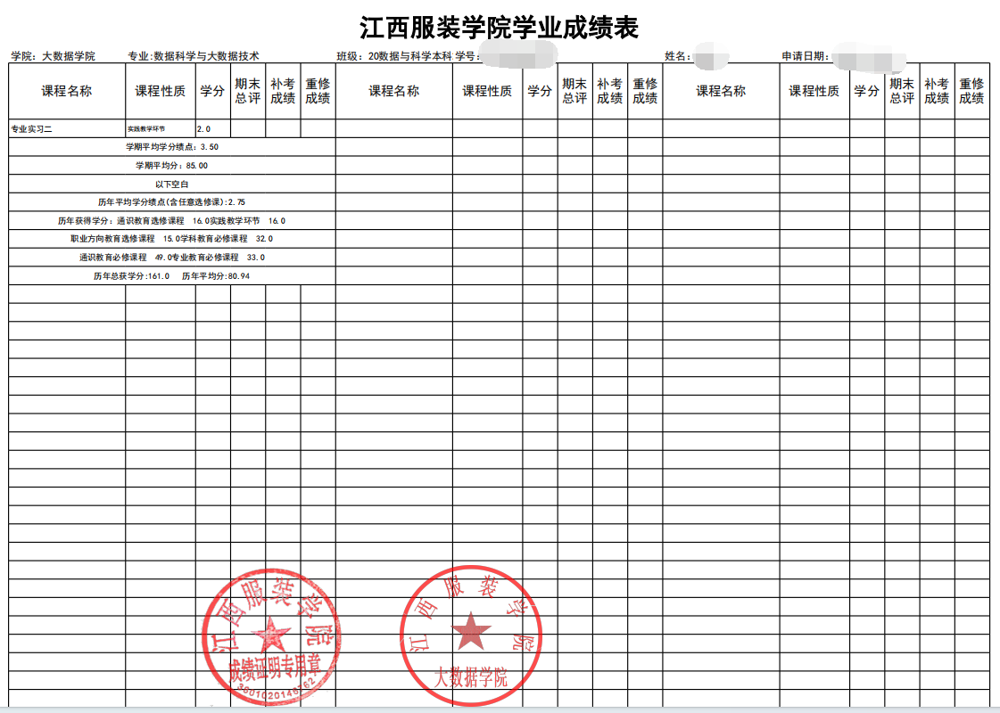 江西服装学院学业成绩表
学院：大数据学院 专业:数据科学与大数据技术 班级：20数据与科学本科 学号： 姓名： 申请日期：
课程名称 课程性质 学分 期末总评 补考成绩 重修成绩 课程名称 课程性质 学分 期末总评 补考成绩 重修成绩 课程名称 课程性质 学分 期末总评 补考成绩 重修成绩
专业实习二 实践教学环节 2.0
学期平均学分绩点：3.50
学期平均分：85.00
以下空白
历年平均学分绩点(含任意选修课):2.75
历年获得学分：通识教育选修课程 16.0实践教学环节 16.0
职业方向教育选修课程 15.0学科教育必修课程 32.0
通识教育必修课程 49.0专业教育必修课程 33.0
历年总获学分:161.0 历年平均分:80.94
江西服装学院
成绩证明专用章
江西服装学院
大数据学院